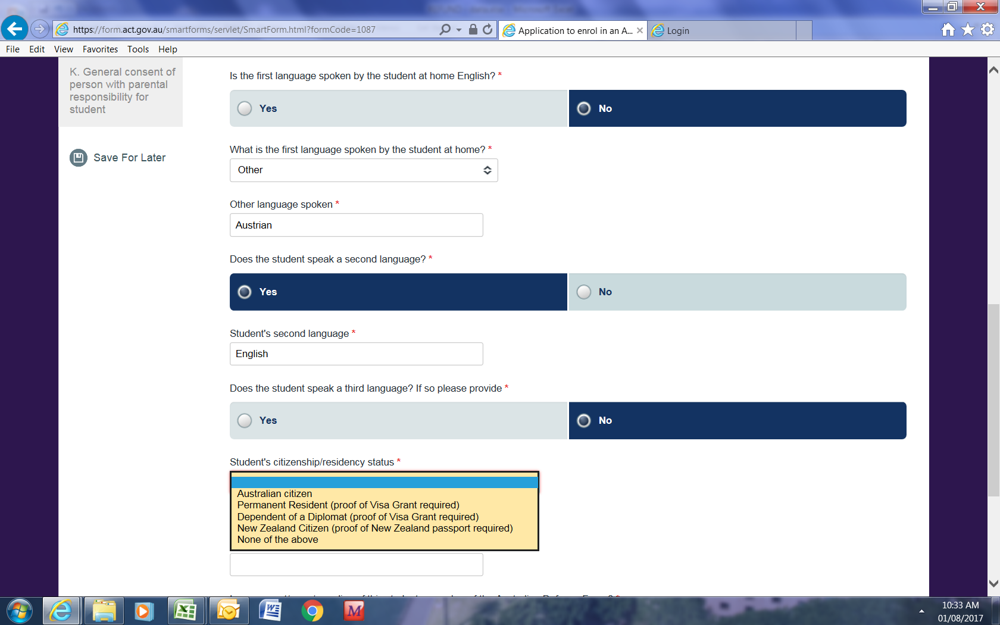 https://form.act.gov.au/smartforms/servlet/SmartForm.html?formCode=1087
Application to enrol in an A...
Login
File Edit View Favorites Tools Help
K. General consent of
person with parental
responsibility for
student
Save For Later
Is the first language spoken by the student at home English? *
Yes
No
What is the first language spoken by the student at home? *
Other
Other language spoken *
Austrian
Does the student speak a second language? *
Yes
No
Student's second language *
English
Does the student speak a third language? If so please provide *
Yes
No
Student's citizenship/residency status *
Australian citizen
Permanent Resident (proof of Visa Grant required)
Dependent of a Diplomat (proof of Visa Grant required)
New Zealand Citizen (proof of New Zealand passport required)
None of the above
10:33 AM
01/08/2017